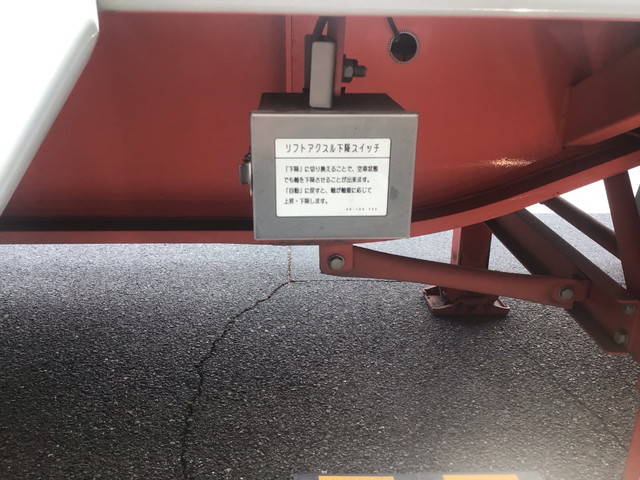 リフトアクスル下降スイッチ
「下降」に切り換えることで、空車状態
でも軸を下降させることが出来ます。
「自動」に戻すと、軸が軸重に応じて
上昇・下降します。